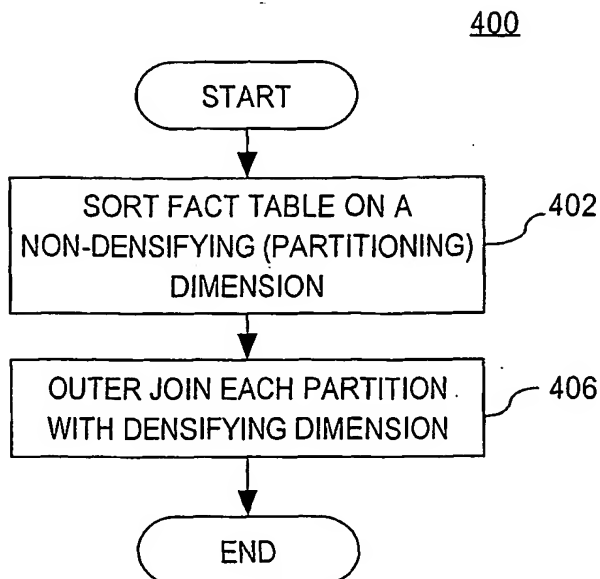 400
START
SORT FACT TABLE ON A
NON-DENSIFYING (PARTITIONING)
DIMENSION
402
OUTER JOIN EACH PARTITION
WITH DENSIFYING DIMENSION
406
END